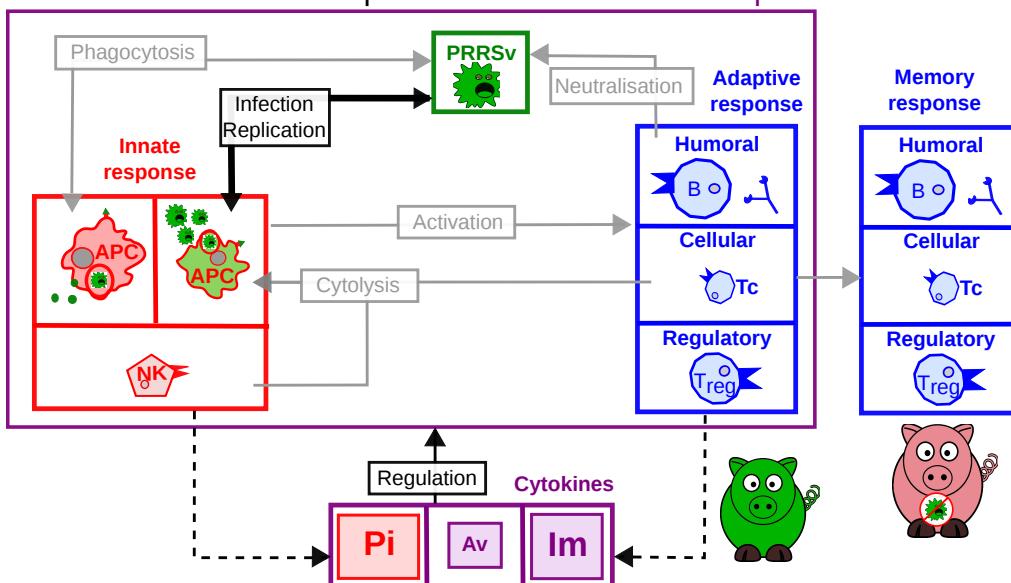 Phagocytosis
PRRSv
Neutralisation
Adaptive
response
Memory
response
Infection
Replication
Innate
response
Humoral
B
Humoral
B
Activation
APC
APC
Cellular
Tc
Cellular
Tc
Cytolysis
NK
Regulatory
Treg
Regulatory
Treg
Regulation
Cytokines
Pi
Av
Im